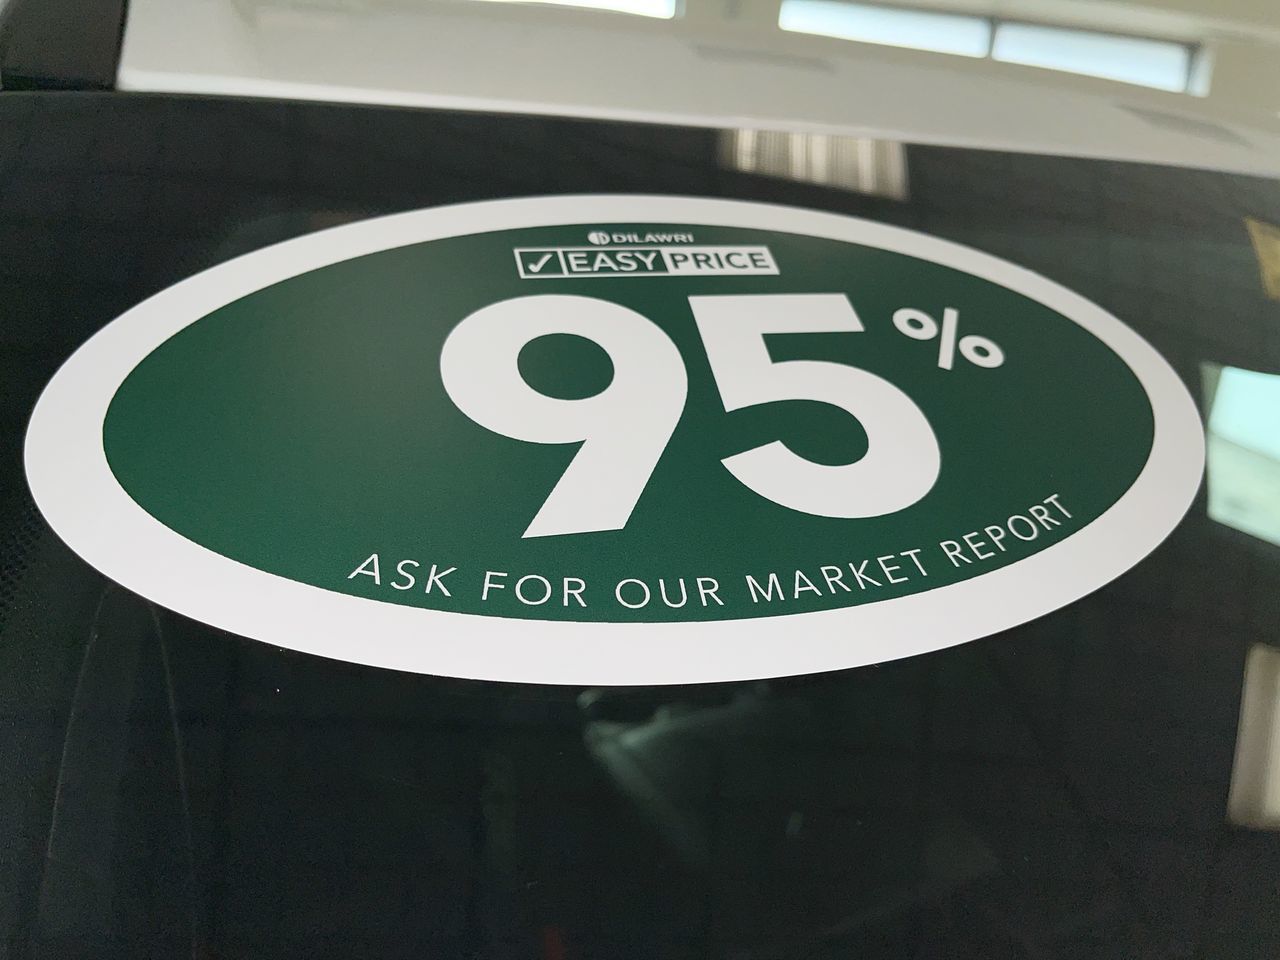 DILAWRI
✓ EASY PRICE
95%
ASK FOR OUR MARKET REPORT